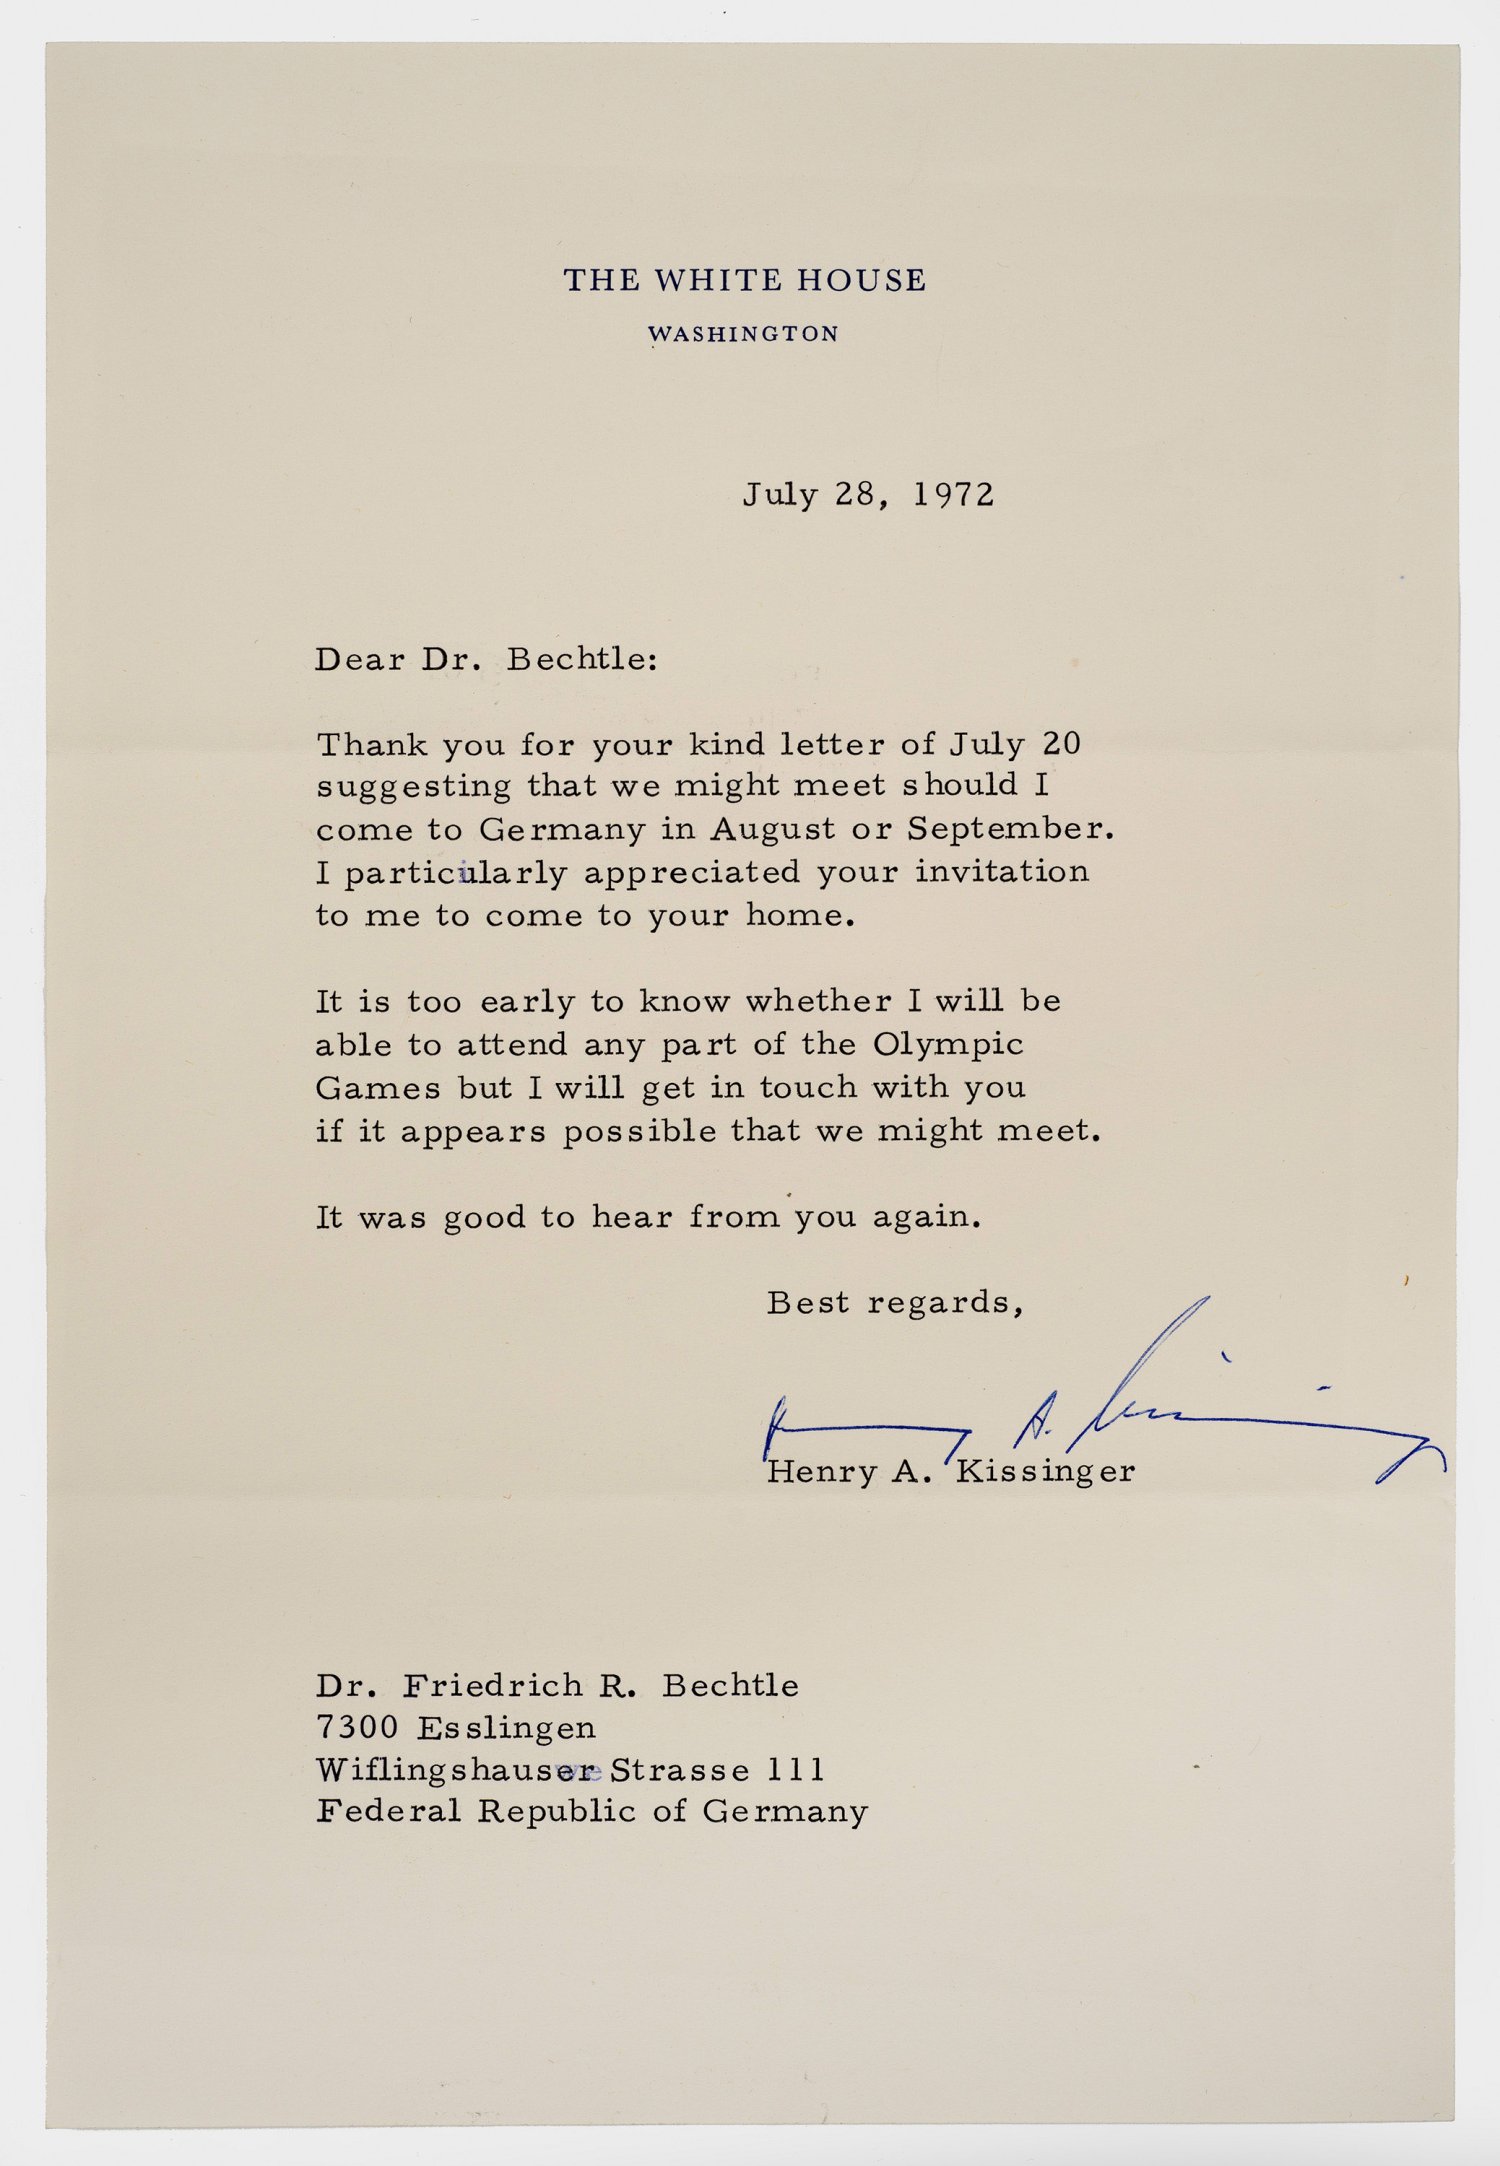 THE WHITE HOUSE
WASHINGTON
July 28, 1972
Dear Dr. Bechtle:
Thank you for your kind letter of July 20
suggesting that we might meet should I
come to Germany in August or September.
I particularly appreciated your invitation
to me to come to your home.
It is too early to know whether I will be
able to attend any part of the Olympic
Games but I will get in touch with you
if it appears possible that we might meet.
It was good to hear from you again.
Best regards,
Henry A. Kissinger
Henry A. Kissinger
Dr. Friedrich R. Bechtle
7300 Esslingen
Wiflingshauser Strasse 111
Federal Republic of Germany